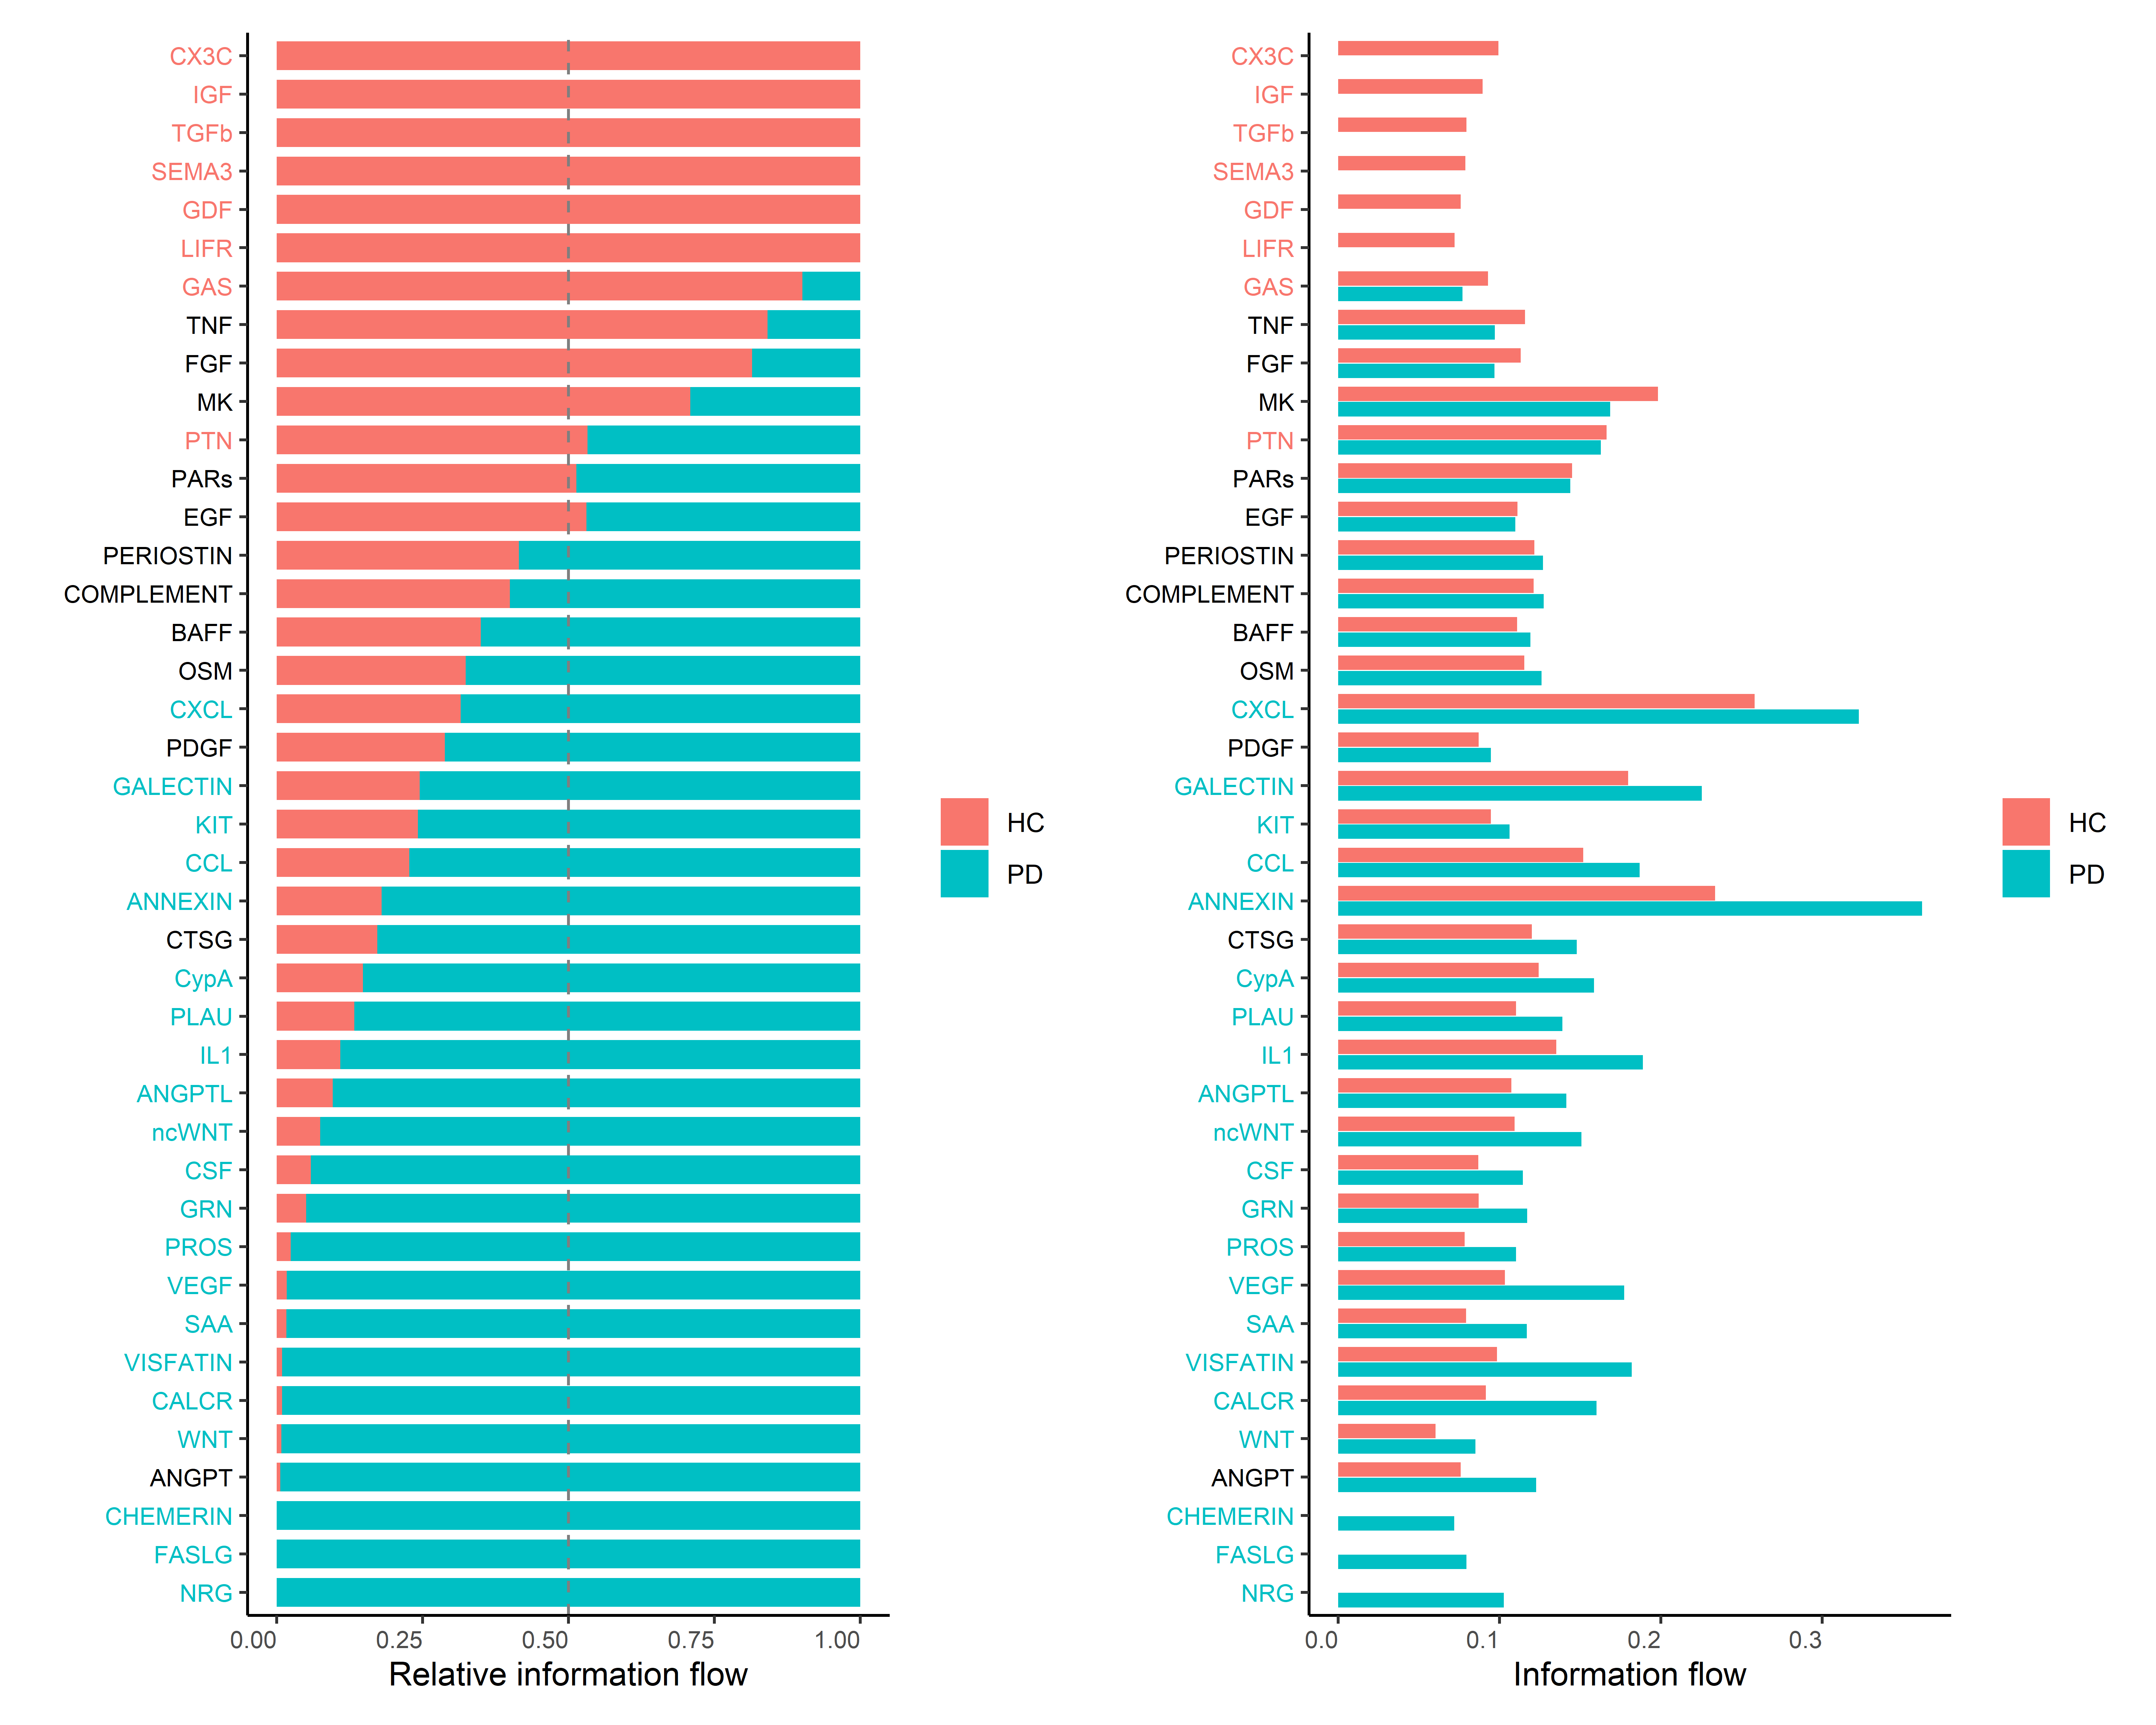 CX3C
IGF
TGFb
SEMA3
GDF
LIFR
GAS
TNF
FGF
MK
PTN
PARs
EGF
PERIOSTIN
COMPLEMENT
BAFF
OSM
CXCL
PDGF
GALECTIN
KIT
CCL
ANNEXIN
CTSG
CypA
PLAU
IL1
ANGPTL
ncWNT
CSF
GRN
PROS
VEGF
SAA
VISFATIN
CALCR
WNT
ANGPT
CHEMERIN
FASLG
NRG
0.00 0.25 0.50 0.75 1.00
Relative information flow
HC
PD
CX3C
IGF
TGFb
SEMA3
GDF
LIFR
GAS
TNF
FGF
MK
PTN
PARs
EGF
PERIOSTIN
COMPLEMENT
BAFF
OSM
CXCL
PDGF
GALECTIN
KIT
CCL
ANNEXIN
CTSG
CypA
PLAU
IL1
ANGPTL
ncWNT
CSF
GRN
PROS
VEGF
SAA
VISFATIN
CALCR
WNT
ANGPT
CHEMERIN
FASLG
NRG
0.0 0.1 0.2 0.3
Information flow
HC
PD